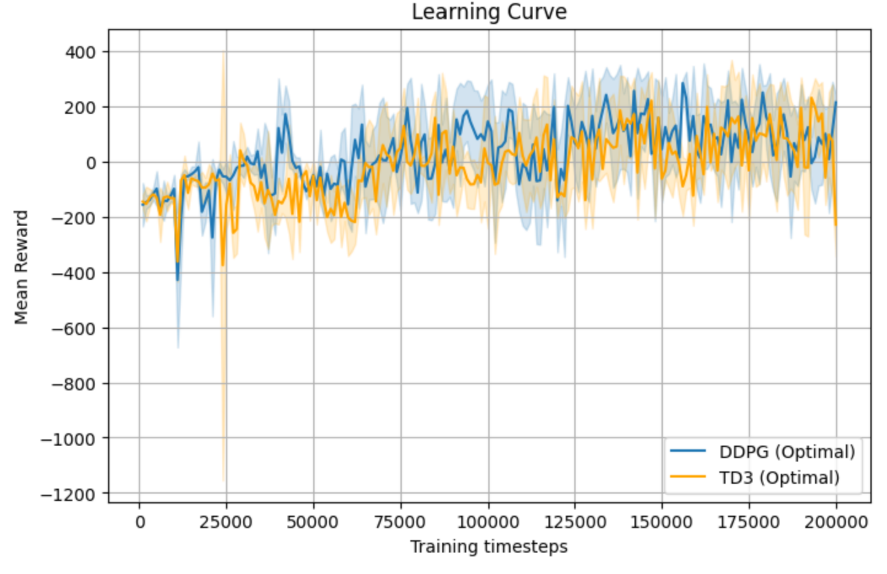 Learning Curve
Mean Reward
400
200
0
−200
−400
−600
−800
−1000
−1200
DDPG (Optimal)
TD3 (Optimal)
0 25000 50000 75000 100000 125000 150000 175000 200000
Training timesteps